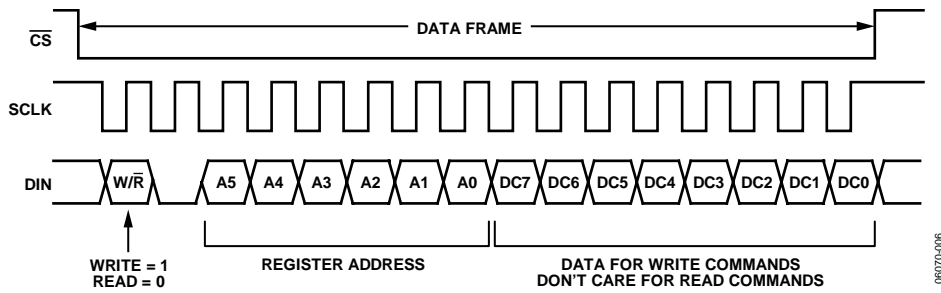 DATA FRAME
CS
SCLK
DIN W/R A5 A4 A3 A2 A1 A0 DC7 DC6 DC5 DC4 DC3 DC2 DC1 DC0
WRITE = 1
READ = 0
REGISTER ADDRESS
DATA FOR WRITE COMMANDS
DON'T CARE FOR READ COMMANDS
06070-006